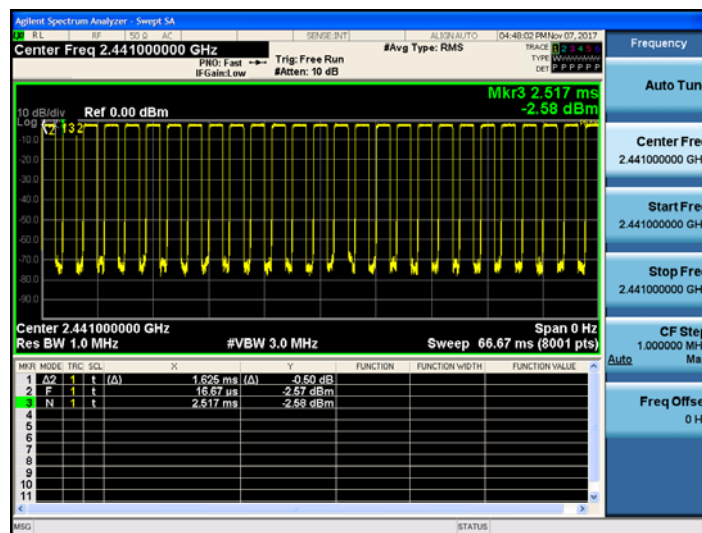 Agilent Spectrum Analyzer - Swept SA
RL RF 50 Ω AC SENSE:INT ALIGN AUTO 04:48:02 PM Nov 07, 2017
Center Freq 2.441000000 GHz
PNO: Fast
IFGain:Low
Trig: Free Run
#Atten: 10 dB
#Avg Type: RMS
TRACE 1 2 3 4 5 6
TYPE
DET P P P P P P
Mkr3 2.517 ms
-2.58 dBm
10 dB/div Ref 0.00 dBm
Log
-10.0
-20.0
-30.0
-40.0
-50.0
-60.0
-70.0
-80.0
-90.0
Center 2.441000000 GHz Span 0 Hz
Res BW 1.0 MHz #VBW 3.0 MHz Sweep 66.67 ms (8001 pts)
MKR MODE TRC SCL X Y FUNCTION FUNCTION WIDTH FUNCTION VALUE
1 Δ2 1 t (Δ) 1.625 ms (Δ) -0.50 dB
2 F 1 t 16.67 µs -2.57 dBm
3 N 1 t 2.517 ms -2.58 dBm
4
5
6
7
8
9
10
11
MSG STATUS
Frequency
Auto Tun
Center Fre
2.441000000 GH
Start Fre
2.441000000 GH
Stop Fre
2.441000000 GH
CF Step
1.000000 MH
Auto Ma
Freq Offse
0 H